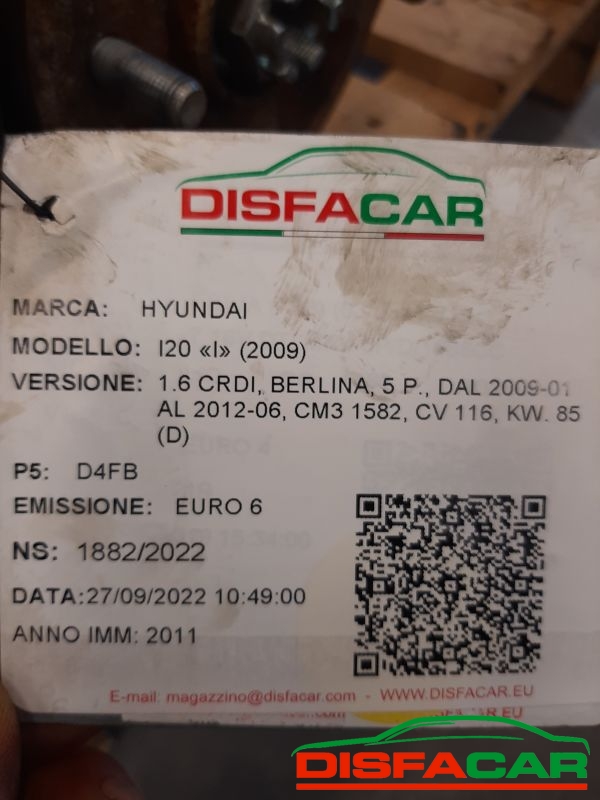 DISFACAR
MARCA: HYUNDAI
MODELLO: I20 «I» (2009)
VERSIONE: 1.6 CRDI, BERLINA, 5 P., DAL 2009-01
AL 2012-06, CM3 1582, CV 116, KW. 85
(D)
P5: D4FB
EMISSIONE: EURO 6
NS: 1882/2022
DATA:27/09/2022 10:49:00
ANNO IMM: 2011
E-mail: magazzino@disfacar.com - WWW.DISFACAR.EU
DISFACAR